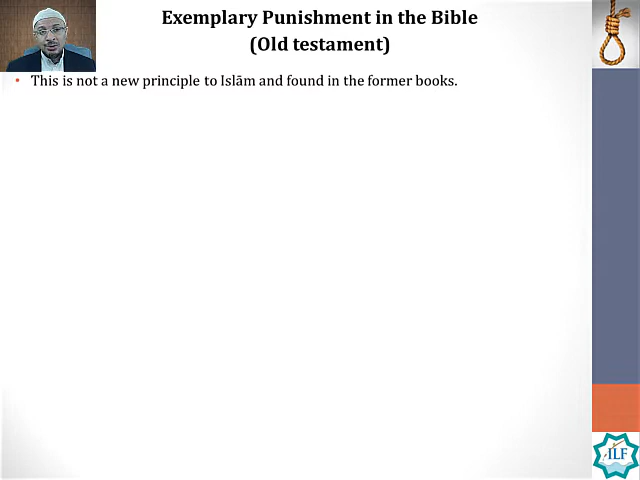 Exemplary Punishment in the Bible
(Old testament)
• This is not a new principle to Islām and found in the former books.
ILF